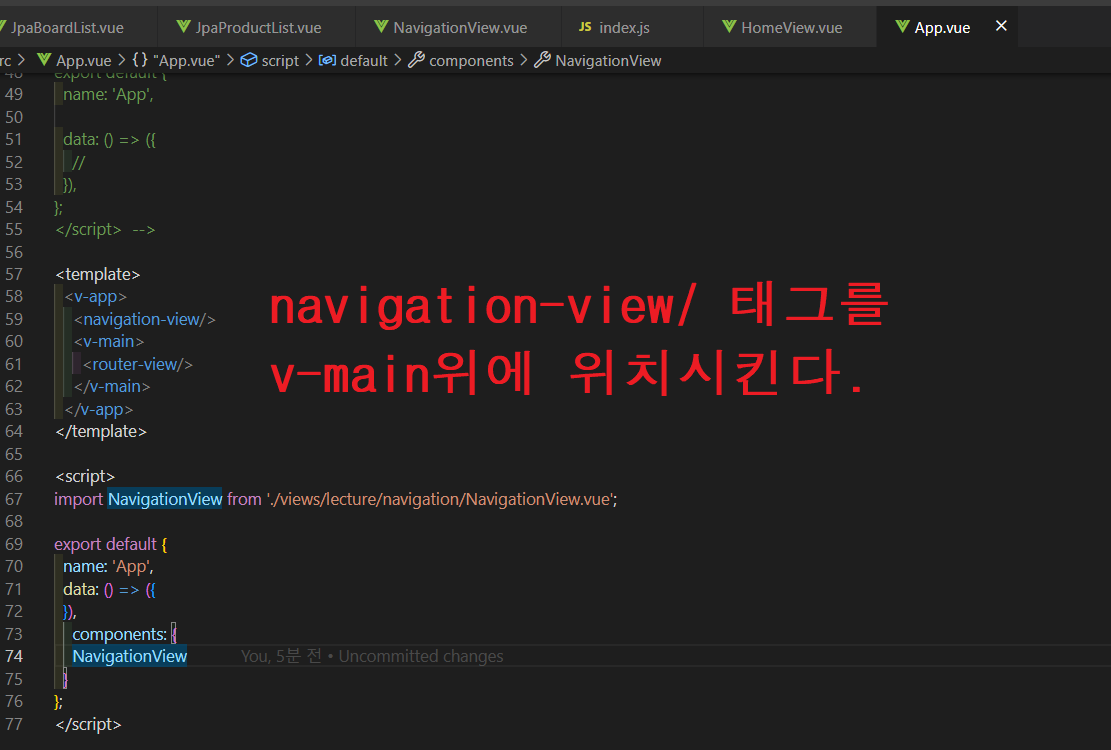 JpaBoardList.vue JpaProductList.vue NavigationView.vue JS index.js HomeView.vue App.vue ×
rc > App.vue > {} "App.vue" > script > default > components > NavigationView
48 export default {
49 name: 'App',
50
51 data: () => ({
52 //
53 }),
54 };
55 </script> -->
56
57 <template>
58 <v-app>
59 <navigation-view/>
60 <v-main>
61 <router-view/>
62 </v-main>
63 </v-app>
64 </template>
navigation-view/ 태그를
v-main위에 위치시킨다.
65
66 <script>
67 import NavigationView from './views/lecture/navigation/NavigationView.vue';
68
69 export default {
70 name: 'App',
71 data: () => ({
72 }),
73 components: {
74 NavigationView You, 5분 전 • Uncommitted changes
75 }
76 };
77 </script>